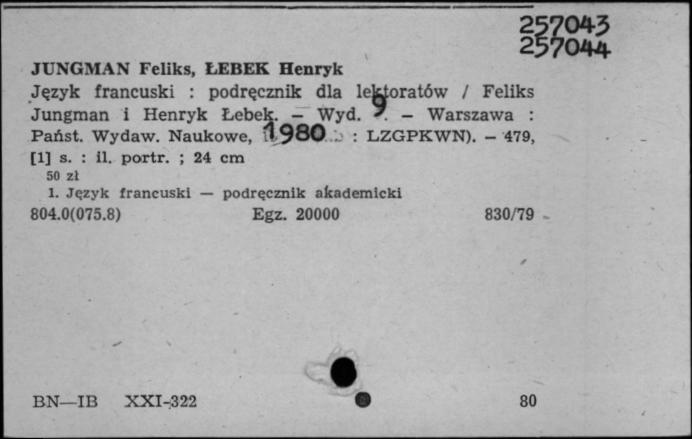 257043
257044
JUNGMAN Feliks, ŁEBEK Henryk
Język francuski : podręcznik dla lektoratów / Feliks
Jungman i Henryk Łebek. – Wyd. 9. – Warszawa :
Państ. Wydaw. Naukowe, 1980 : LZGPKWN). – 479,
[1] s. : il. portr. ; 24 cm
50 zł
1. Język francuski — podręcznik akademicki
804.0(075.8) Egz. 20000 830/79
BN—IB XXI-322 80